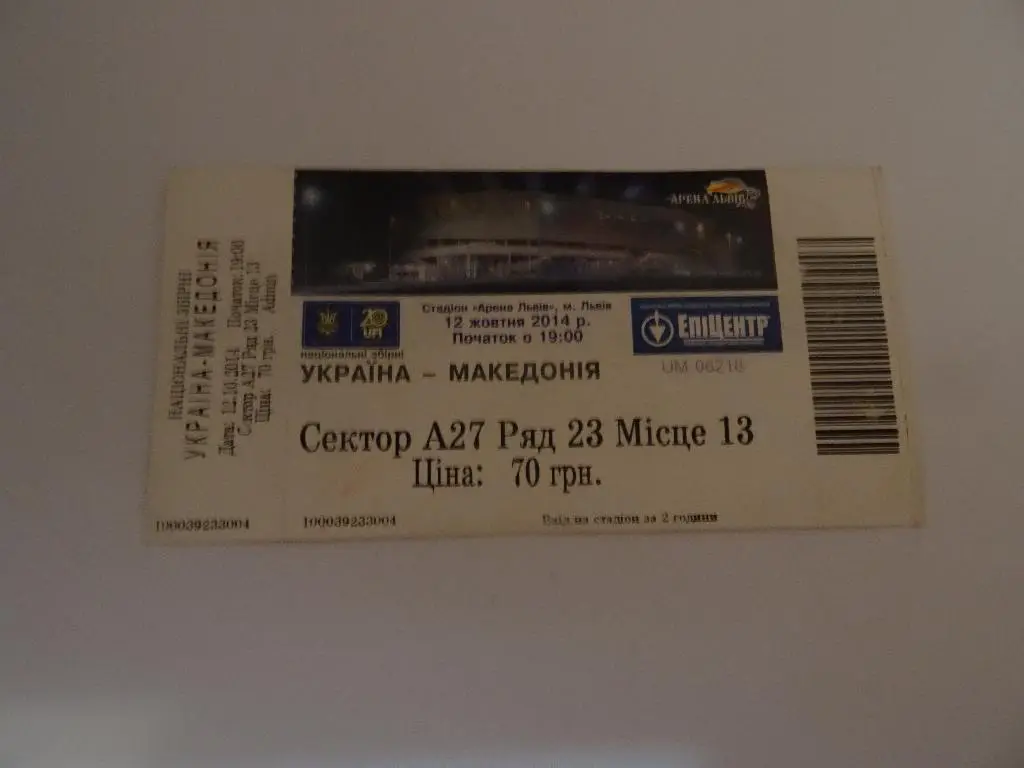 НАЦІОНАЛЬНІ ЗБІРНІ
УКРАЇНА-МАКЕДОНІЯ
Дата: 12.10.2014 Початок: 19:00
Сектор А27 Ряд 23 Місце 13
Ціна: 70 грн. Admin
100039233004
АРЕНА ЛЬВІВ
національні збірні
Стадіон «Арена Львів», м. Львів
12 жовтня 2014 р.
Початок о 19:00
ЕПІЦЕНТР
UM 06218
УКРАЇНА – МАКЕДОНІЯ
Сектор А27 Ряд 23 Місце 13
Ціна: 70 грн.
100039233004
Вхід на стадіон за 2 години